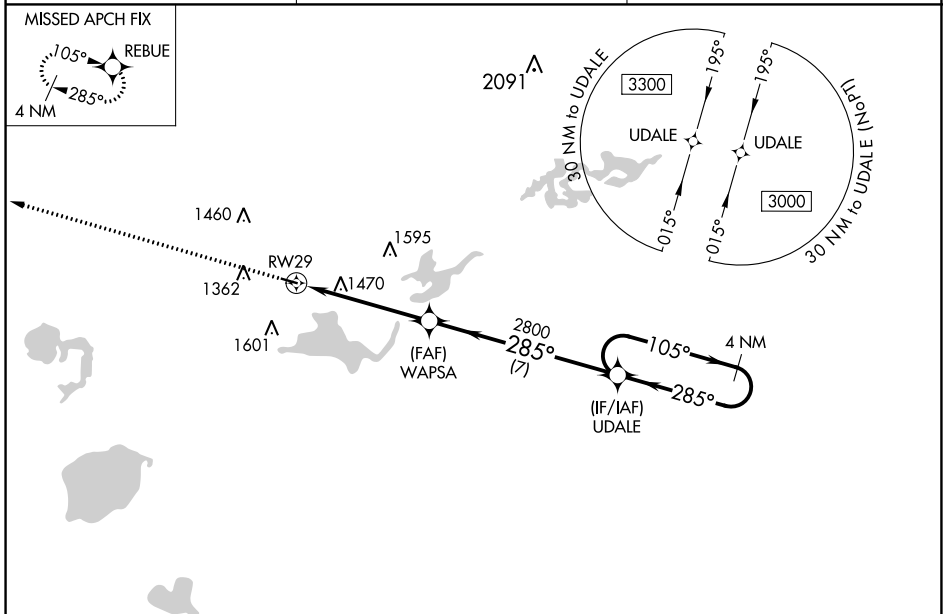 MISSED APCH FIX
105°
REBUE
285°
4 NM
2091
30 NM to UDALE
3300
195°
UDALE
015°
195°
UDALE
3000
015°
30 NM to UDALE (NoPT)
1460
1595
RW29
1362
1470
1601
(FAF)
WAPSA
2800
285°
(7)
105°
4 NM
285°
(IF/IAF)
UDALE